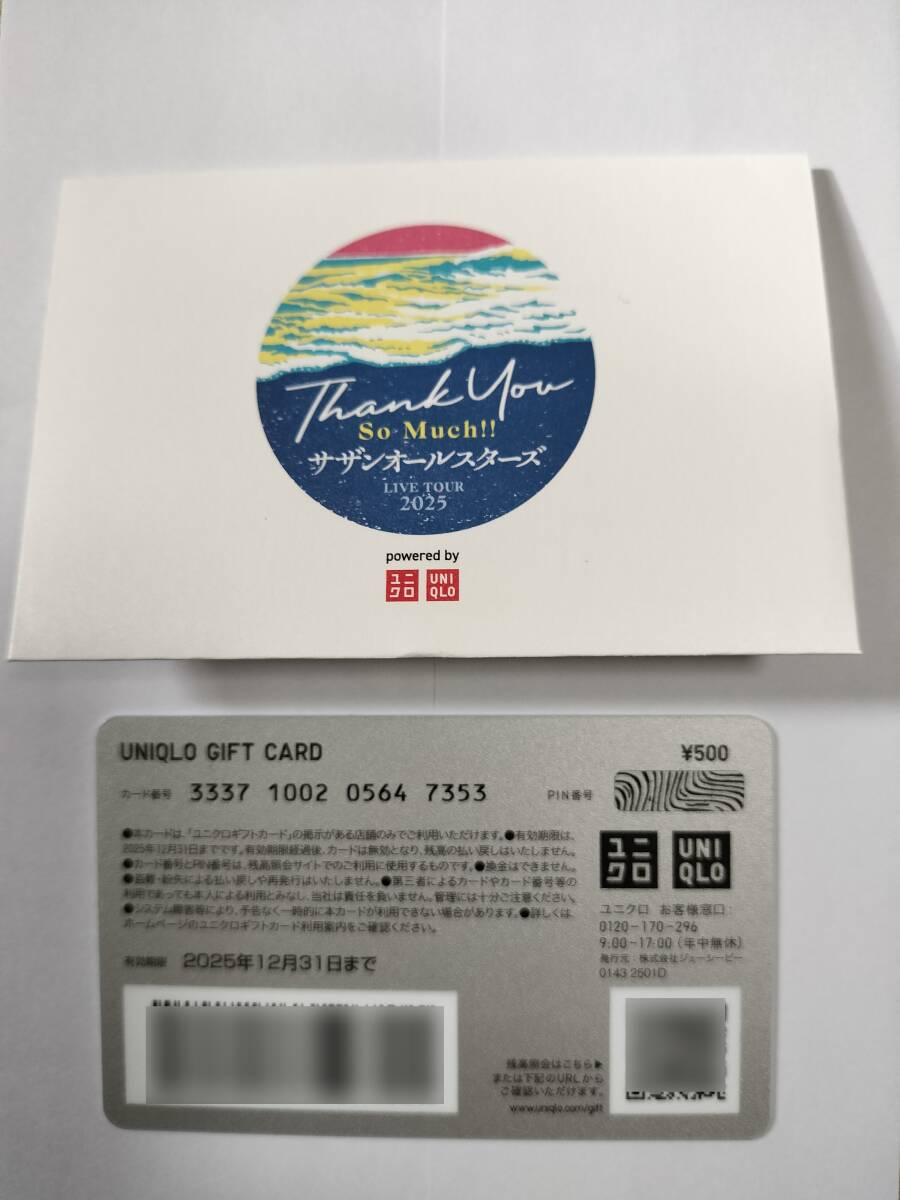 Thank You
So Much!!
サザンオールスターズ
LIVE TOUR
2025
powered by
ユニ
クロ
UNI
QLO
UNIQLO GIFT CARD
¥500
カード番号 3337 1002 0564 7353
PIN番号
●本カードは、「ユニクロギフトカード」の掲示がある店舗のみでご利用いただけます。●有効期限は、
2025年12月31日までです。有効期限経過後、カードは無効となり、残高の払い戻しはいたしません。
●カード番号とPIN番号は、残高照会サイトでのご利用に使用するものです。●換金はできません。
●盗難・紛失による払い戻しや再発行はいたしません。●第三者によるカードやカード番号等の
利用であっても本人による利用とみなし、当社は責任を負いません。管理には十分ご注意ください。
●システム障害等により、予告なく一時的に本カードが利用できない場合があります。●詳しくは、
ホームページのユニクロギフトカード利用案内をご確認ください。
有効期限 2025年12月31日まで
ユニ
クロ
UNI
QLO
ユニクロ お客様窓口:
0120-170-296
9:00-17:00 (年中無休)
発行元:株式会社ジェーシービー
0143 2501D
残高照会はこちら▶
または下記のURLから
ご確認いただけます。
www.uniqlo.com/gift